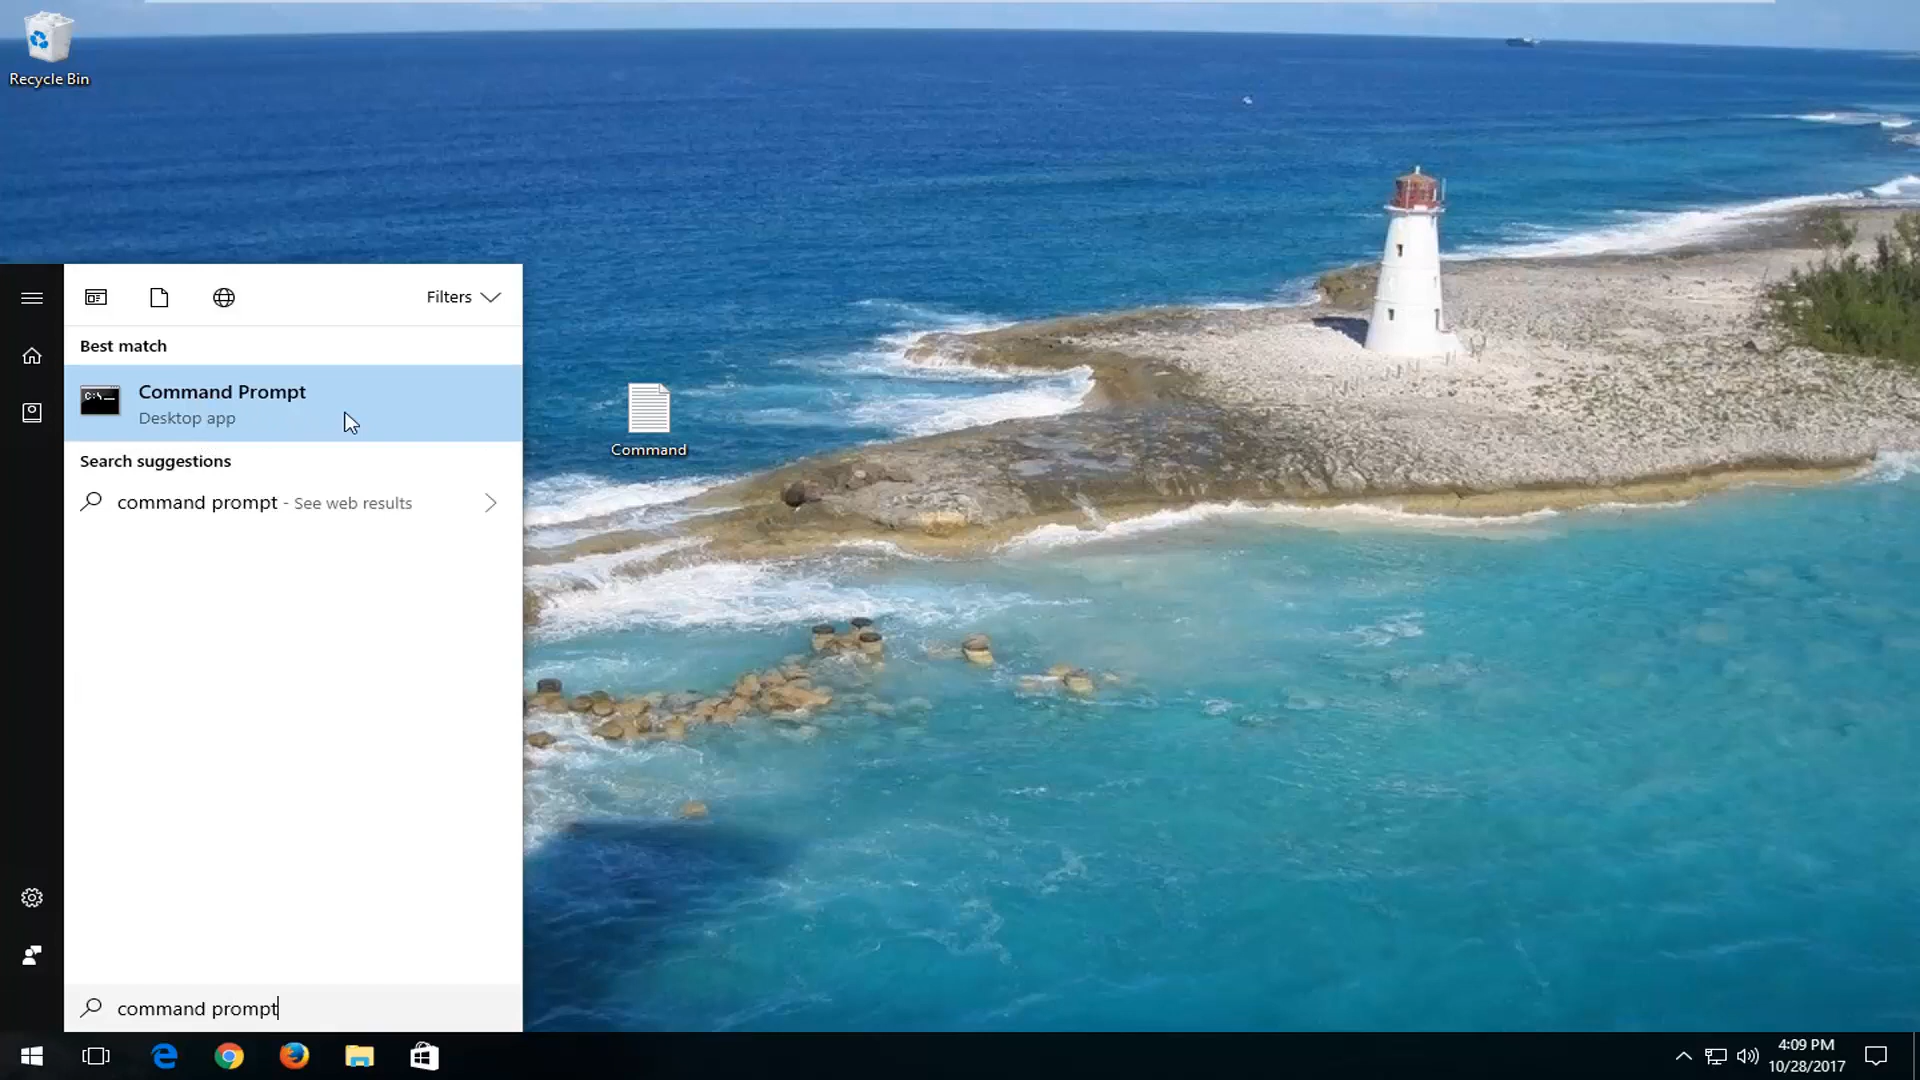 Recycle Bin
Filters
Best match
C:\_
Command Prompt
Desktop app
Search suggestions
command prompt - See web results
Command
command prompt
4:09 PM
10/28/2017